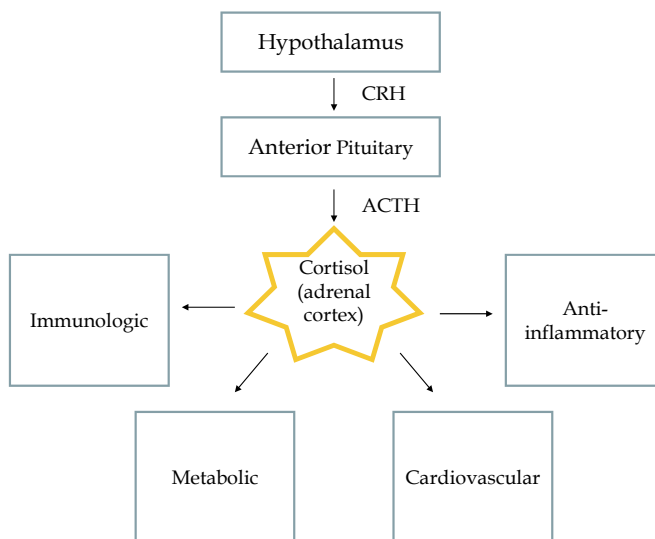 Hypothalamus
CRH
Anterior Pituitary
ACTH
Cortisol
(adrenal
cortex)
Immunologic
Anti-
inflammatory
Metabolic
Cardiovascular